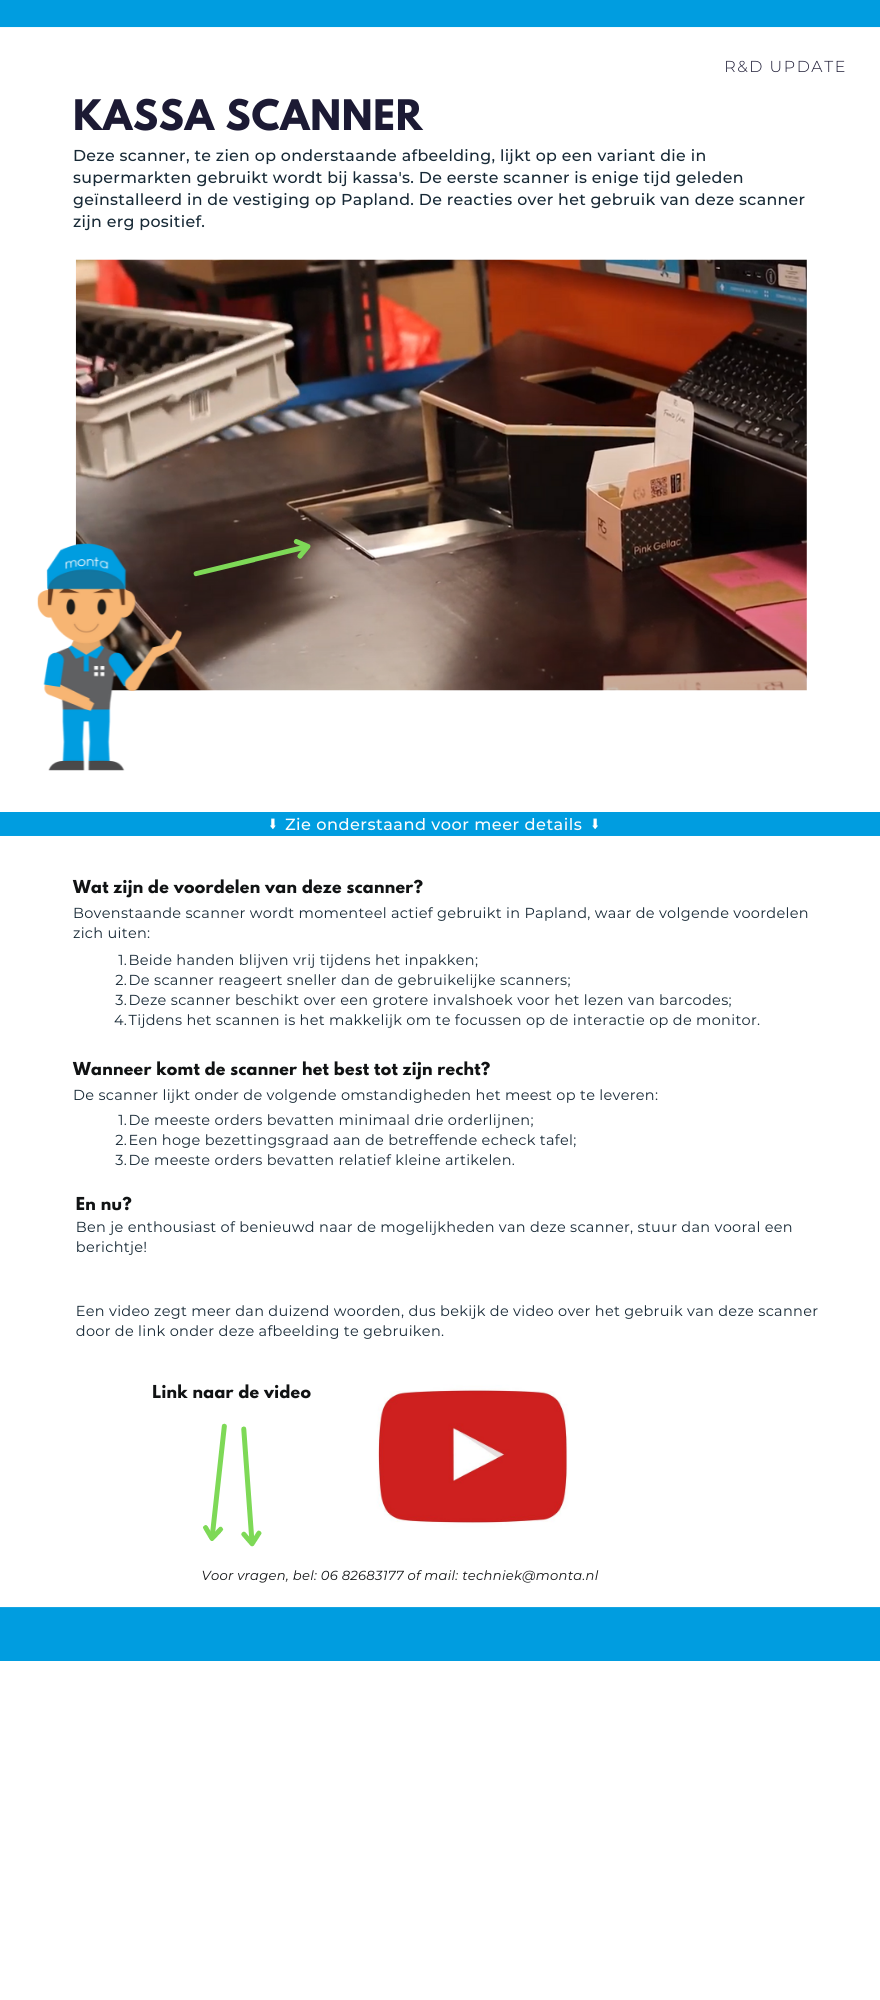 R&D UPDATE
KASSA SCANNER
Deze scanner, te zien op onderstaande afbeelding, lijkt op een variant die in
supermarkten gebruikt wordt bij kassa's. De eerste scanner is enige tijd geleden
geïnstalleerd in de vestiging op Papland. De reacties over het gebruik van deze scanner
zijn erg positief.
Pink Gellac
monta
⬇ Zie onderstaand voor meer details ⬇
Wat zijn de voordelen van deze scanner?
Bovenstaande scanner wordt momenteel actief gebruikt in Papland, waar de volgende voordelen
zich uiten:
1. Beide handen blijven vrij tijdens het inpakken;
2. De scanner reageert sneller dan de gebruikelijke scanners;
3. Deze scanner beschikt over een grotere invalshoek voor het lezen van barcodes;
4. Tijdens het scannen is het makkelijk om te focussen op de interactie op de monitor.
Wanneer komt de scanner het best tot zijn recht?
De scanner lijkt onder de volgende omstandigheden het meest op te leveren:
1. De meeste orders bevatten minimaal drie orderlijnen;
2. Een hoge bezettingsgraad aan de betreffende echeck tafel;
3. De meeste orders bevatten relatief kleine artikelen.
En nu?
Ben je enthousiast of benieuwd naar de mogelijkheden van deze scanner, stuur dan vooral een
berichtje!
Een video zegt meer dan duizend woorden, dus bekijk de video over het gebruik van deze scanner
door de link onder deze afbeelding te gebruiken.
Link naar de video
Voor vragen, bel: 06 82683177 of mail: techniek@monta.nl